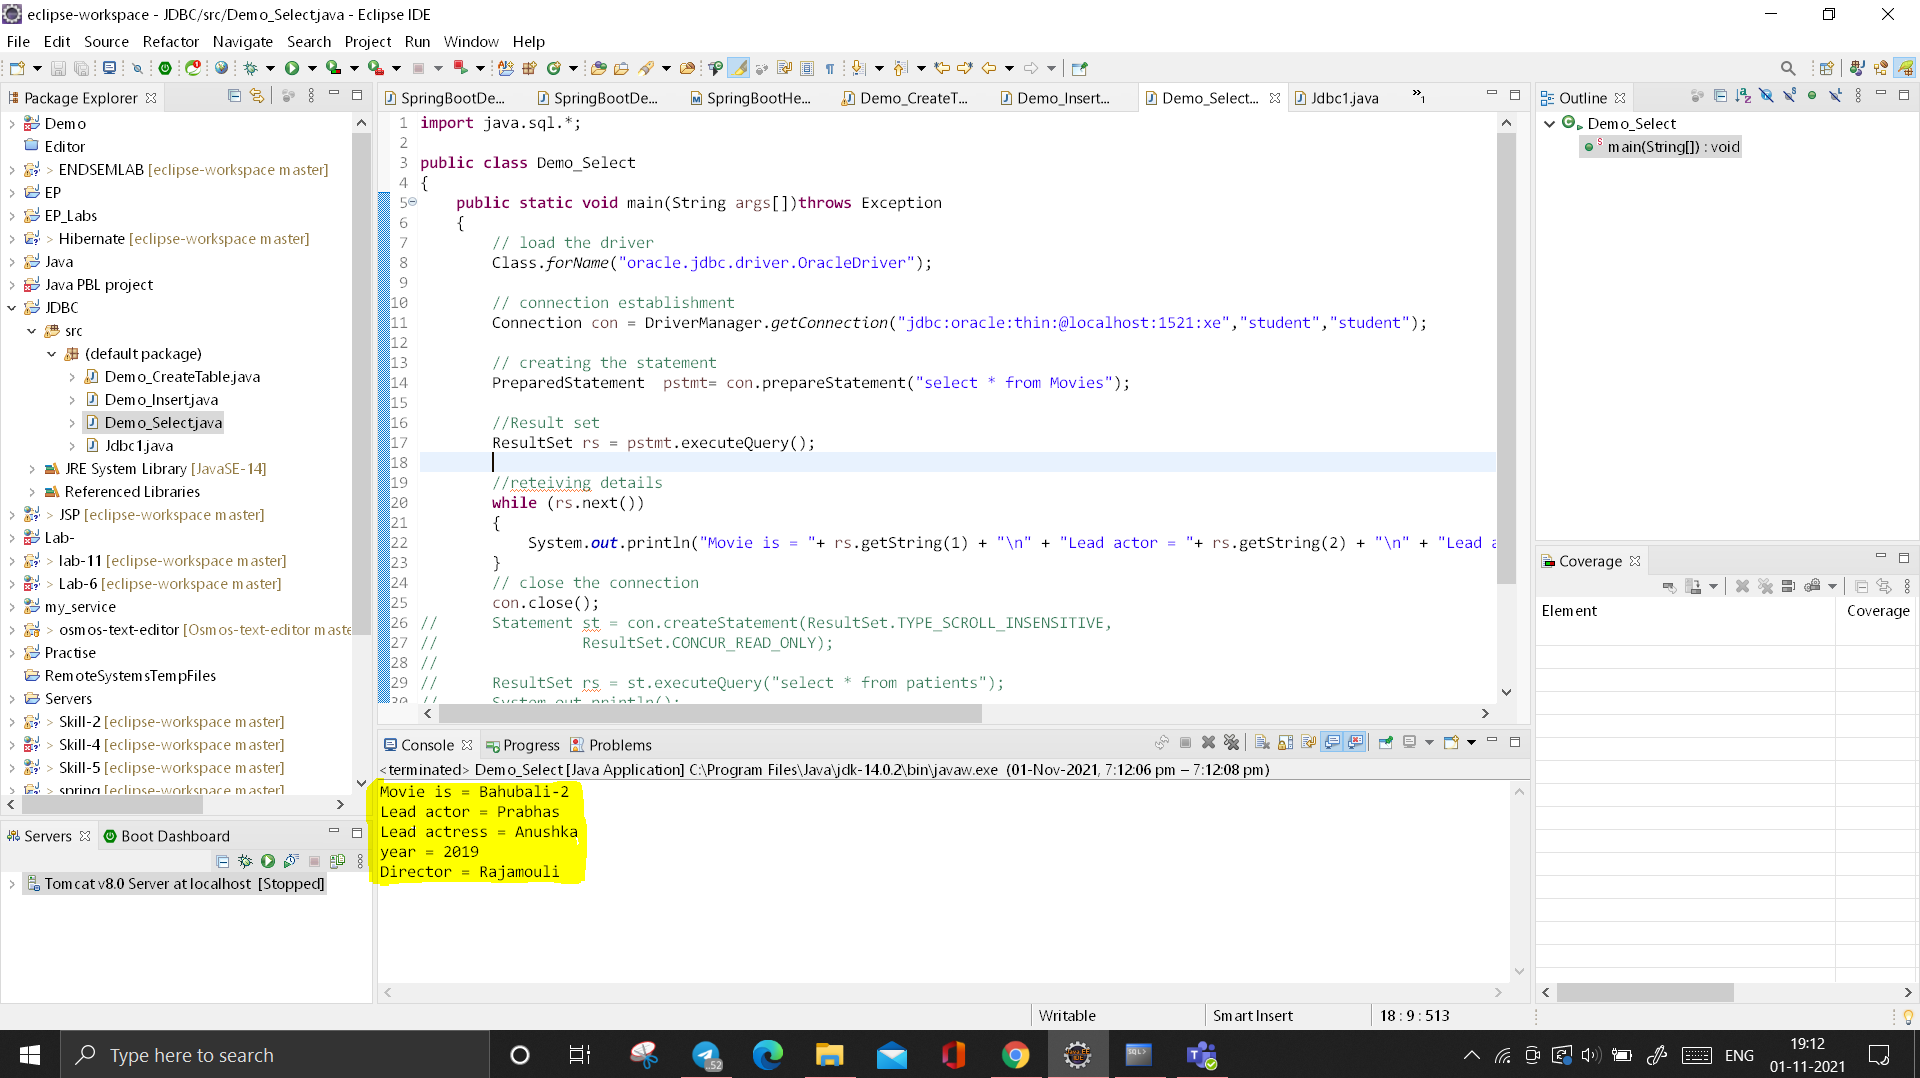 eclipse-workspace - JDBC/src/Demo_Select.java - Eclipse IDE
File Edit Source Refactor Navigate Search Project Run Window Help
Package Explorer
Demo
Editor
> ENDSEMLAB [eclipse-workspace master]
EP
EP_Labs
> Hibernate [eclipse-workspace master]
Java
Java PBL project
JDBC
src
(default package)
Demo_CreateTable.java
Demo_Insert.java
Demo_Select.java
Jdbc1.java
JRE System Library [JavaSE-14]
Referenced Libraries
> JSP [eclipse-workspace master]
Lab-
> lab-11 [eclipse-workspace master]
> Lab-6 [eclipse-workspace master]
my_service
> osmos-text-editor [Osmos-text-editor maste
Practise
RemoteSystemsTempFiles
Servers
> Skill-2 [eclipse-workspace master]
> Skill-4 [eclipse-workspace master]
> Skill-5 [eclipse-workspace master]
> spring [eclipse-workspace master]
Servers Boot Dashboard
Tomcat v8.0 Server at localhost [Stopped]
SpringBootDe... SpringBootDe... SpringBootHe... Demo_CreateT... Demo_Insert... Demo_Select... Jdbc1.java »1
1 import java.sql.*;
2
3 public class Demo_Select
4 {
5 public static void main(String args[])throws Exception
6 {
7 // load the driver
8 Class.forName("oracle.jdbc.driver.OracleDriver");
9
10 // connection establishment
11 Connection con = DriverManager.getConnection("jdbc:oracle:thin:@localhost:1521:xe","student","student");
12
13 // creating the statement
14 PreparedStatement pstmt= con.prepareStatement("select * from Movies");
15
16 //Result set
17 ResultSet rs = pstmt.executeQuery();
18
19 //reteiving details
20 while (rs.next())
21 {
22 System.out.println("Movie is = "+ rs.getString(1) + "\n" + "Lead actor = "+ rs.getString(2) + "\n" + "Lead a
23 }
24 // close the connection
25 con.close();
26 // Statement st = con.createStatement(ResultSet.TYPE_SCROLL_INSENSITIVE,
27 // ResultSet.CONCUR_READ_ONLY);
28 //
29 // ResultSet rs = st.executeQuery("select * from patients");
30 // System.out.println();
Console Progress Problems
<terminated> Demo_Select [Java Application] C:\Program Files\Java\jdk-14.0.2\bin\javaw.exe (01-Nov-2021, 7:12:06 pm – 7:12:08 pm)
Movie is = Bahubali-2
Lead actor = Prabhas
Lead actress = Anushka
year = 2019
Director = Rajamouli
Outline
Demo_Select
main(String[]) : void
Coverage
Element Coverage
Writable Smart Insert 18 : 9 : 513
Type here to search
52
SQL>
ENG
19:12
01-11-2021